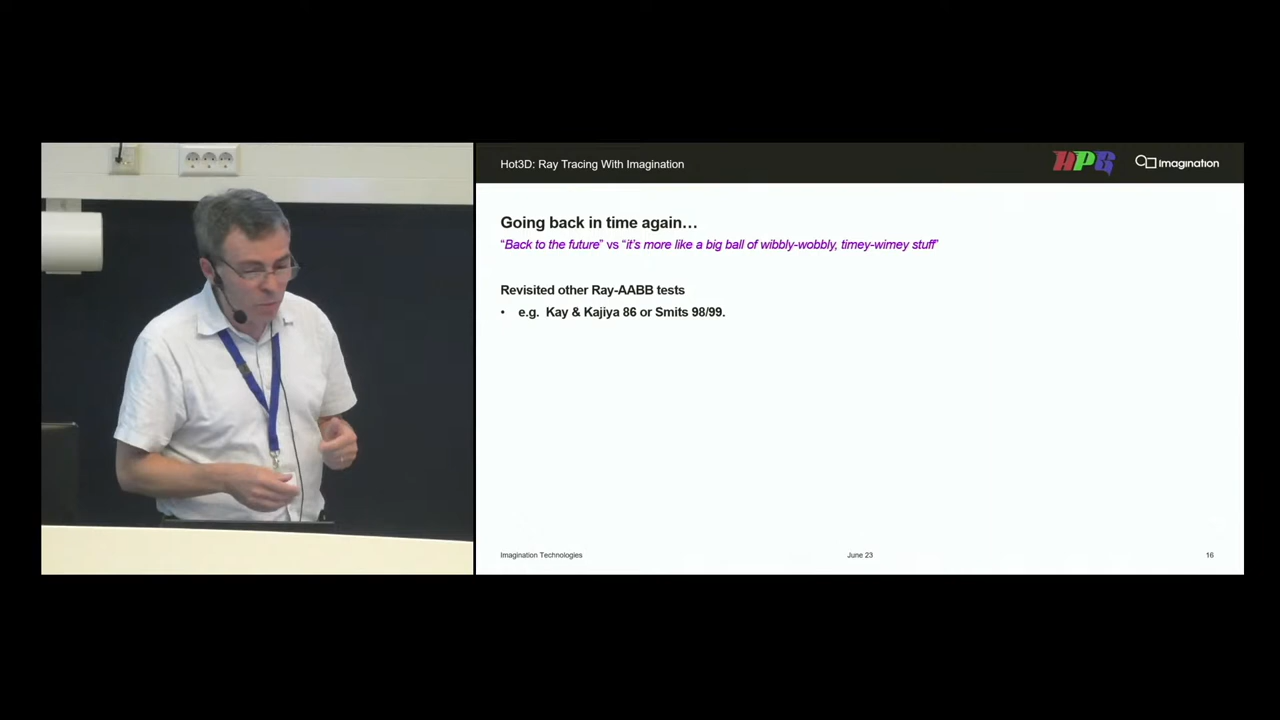 Hot3D: Ray Tracing With Imagination
HPG
Imagination
Going back in time again…
“Back to the future” vs “it’s more like a big ball of wibbly-wobbly, timey-wimey stuff”
Revisited other Ray-AABB tests
• e.g. Kay & Kajiya 86 or Smits 98/99.
Imagination Technologies
June 23
16